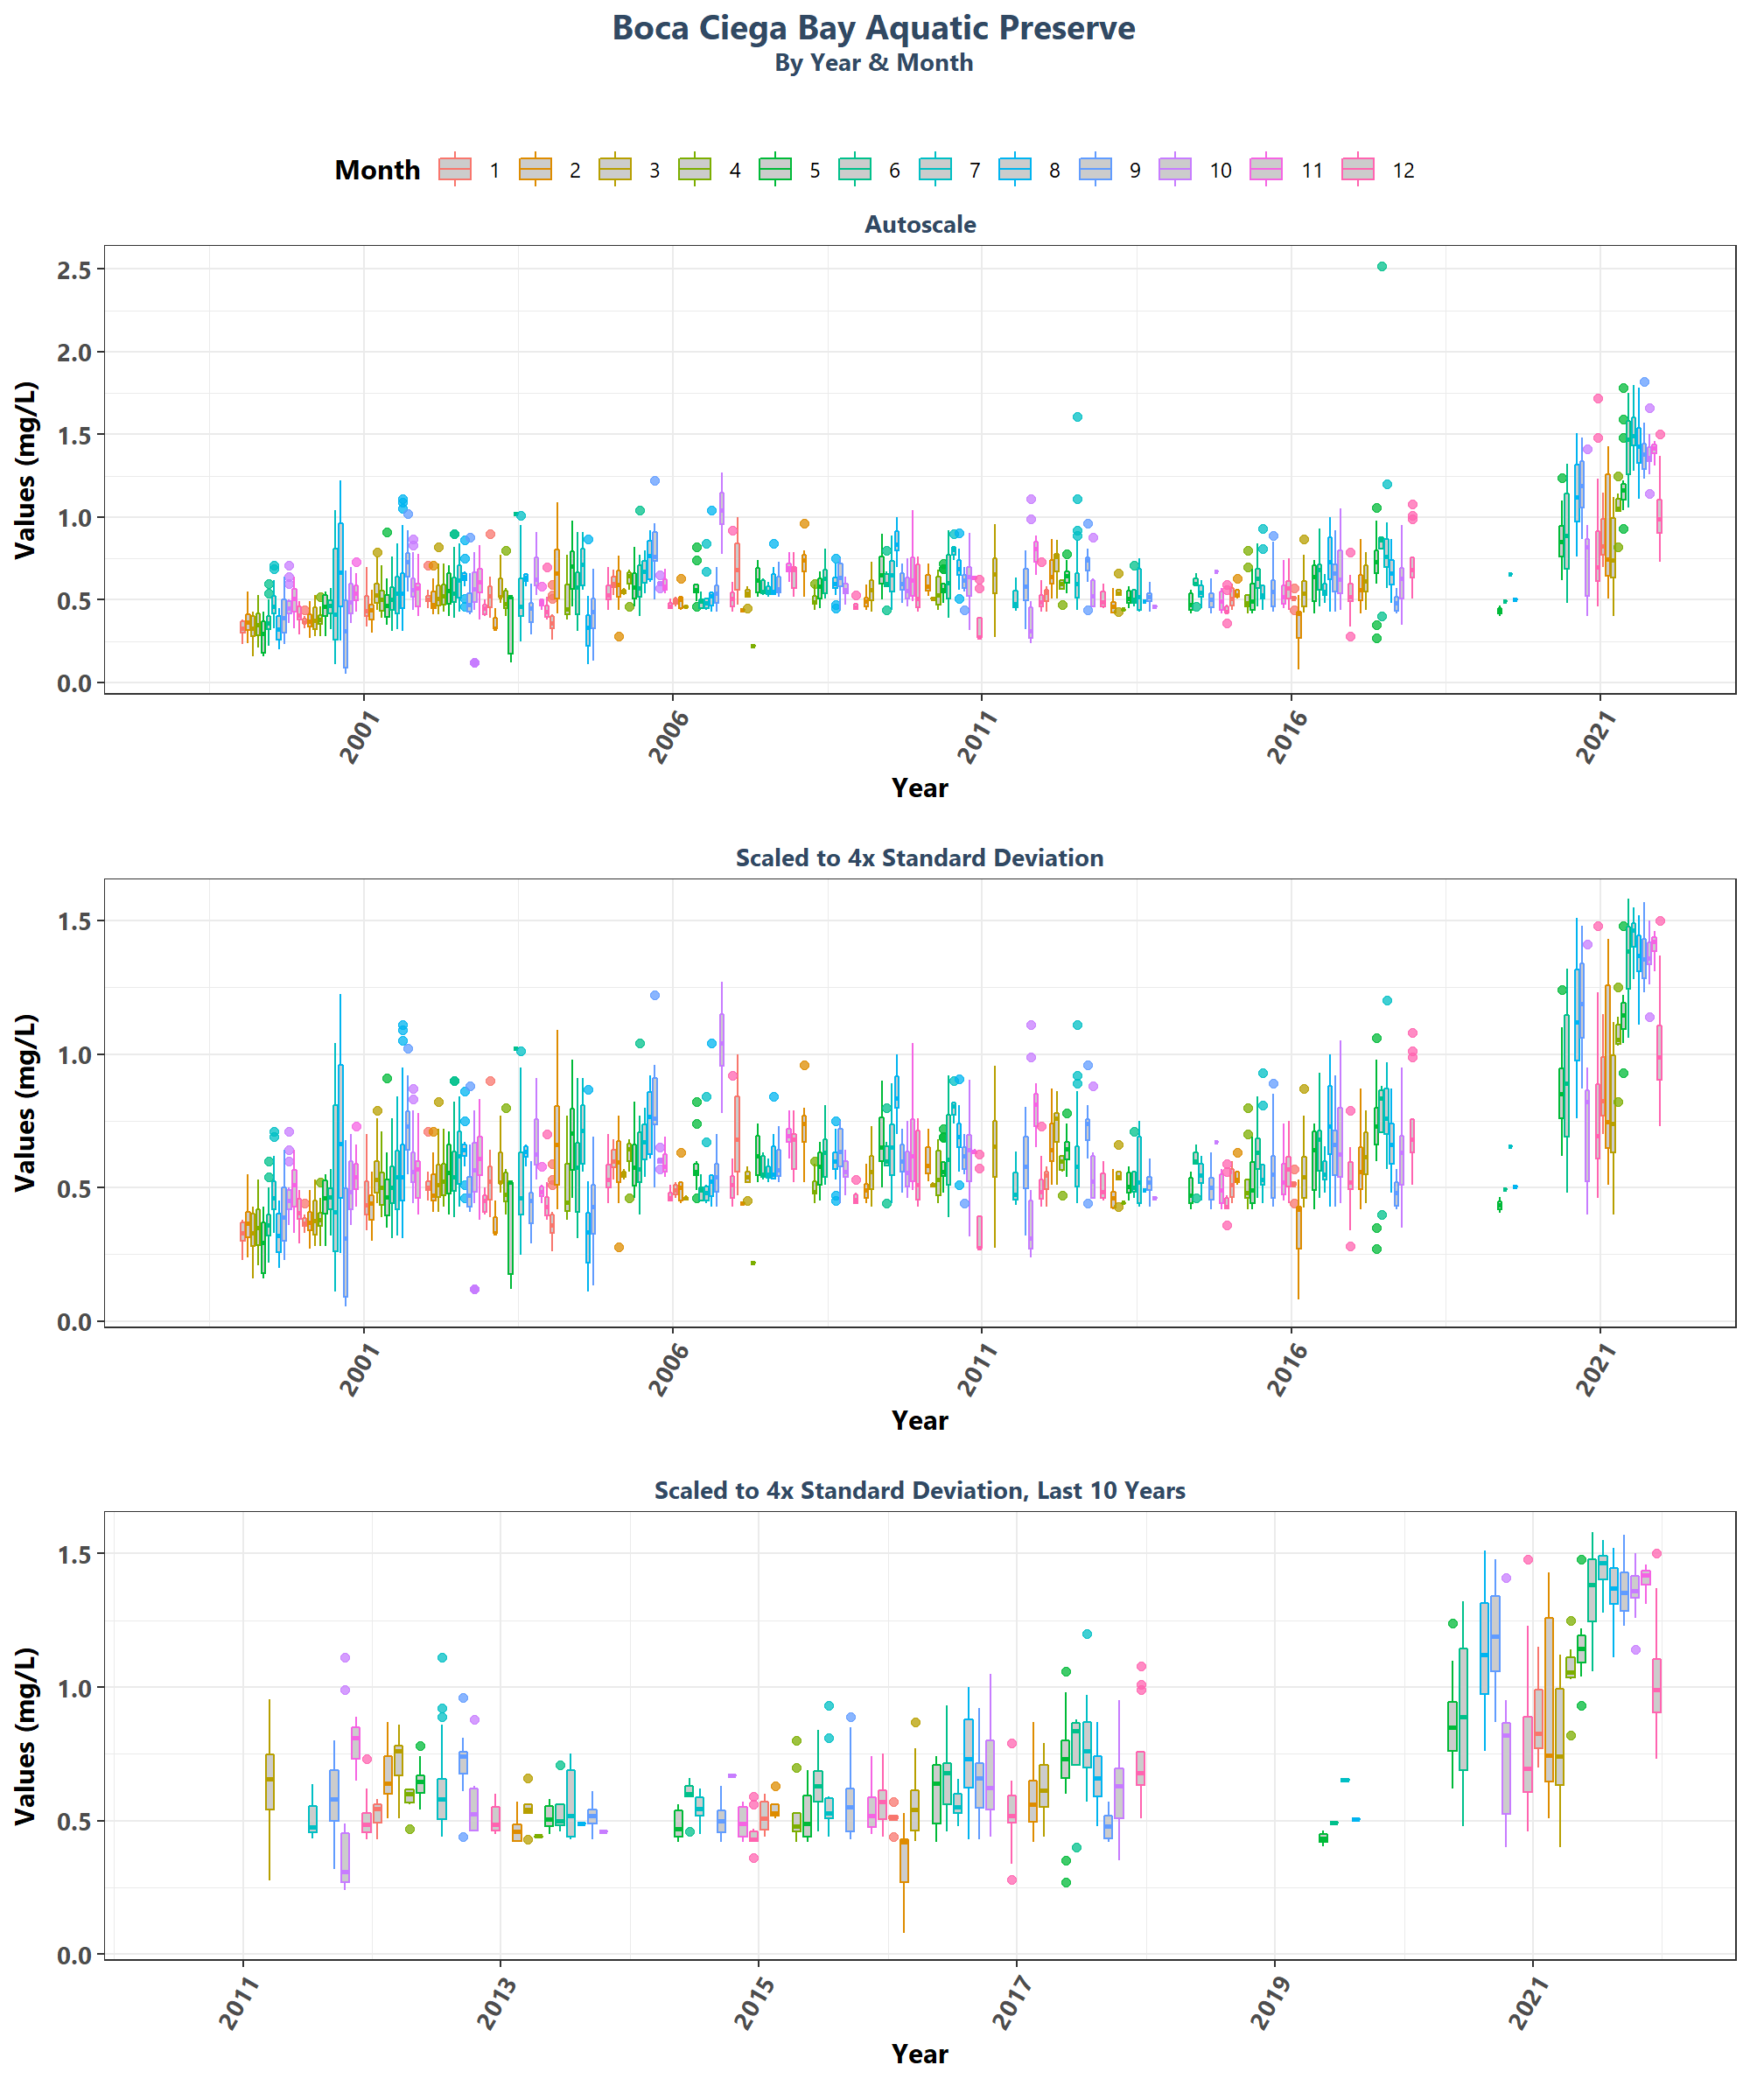 Boca Ciega Bay Aquatic Preserve
By Year & Month
Month 1 2 3 4 5 6 7 8 9 10 11 12
Autoscale
Values (mg/L)
2.5
2.0
1.5
1.0
0.5
0.0
2001 2006 2011 2016 2021
Year
Scaled to 4x Standard Deviation
Values (mg/L)
1.5
1.0
0.5
0.0
2001 2006 2011 2016 2021
Year
Scaled to 4x Standard Deviation, Last 10 Years
Values (mg/L)
1.5
1.0
0.5
0.0
2011 2013 2015 2017 2019 2021
Year